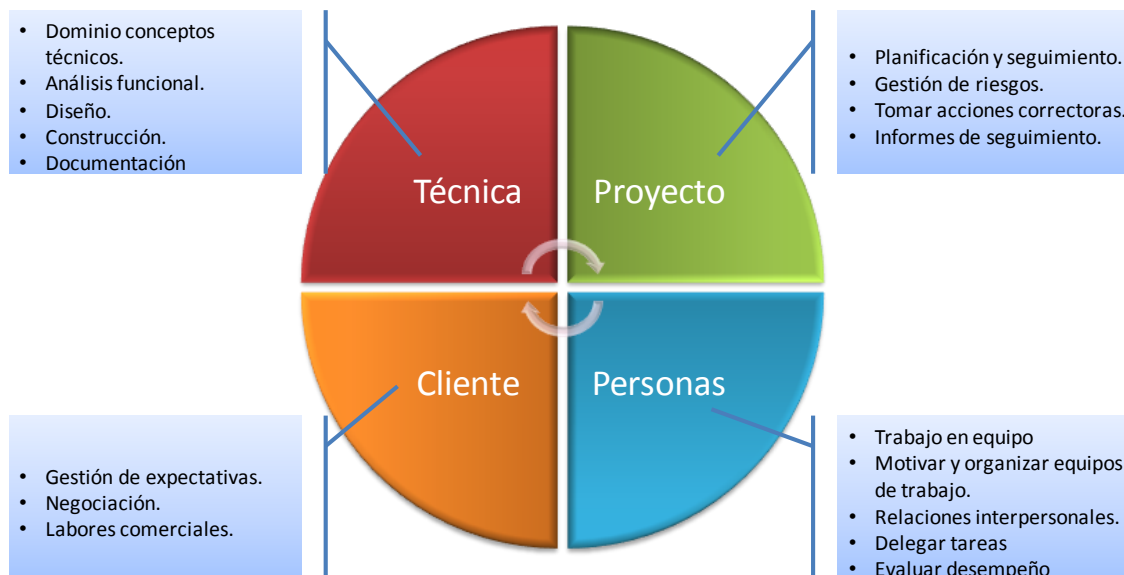 • Dominio conceptos
técnicos.
• Análisis funcional.
• Diseño.
• Construcción.
• Documentación
Técnica
Proyecto
• Planificación y seguimiento.
• Gestión de riesgos.
• Tomar acciones correctoras.
• Informes de seguimiento.
• Gestión de expectativas.
• Negociación.
• Labores comerciales.
Cliente
Personas
• Trabajo en equipo
• Motivar y organizar equipos
de trabajo.
• Relaciones interpersonales.
• Delegar tareas
• Evaluar desempeño